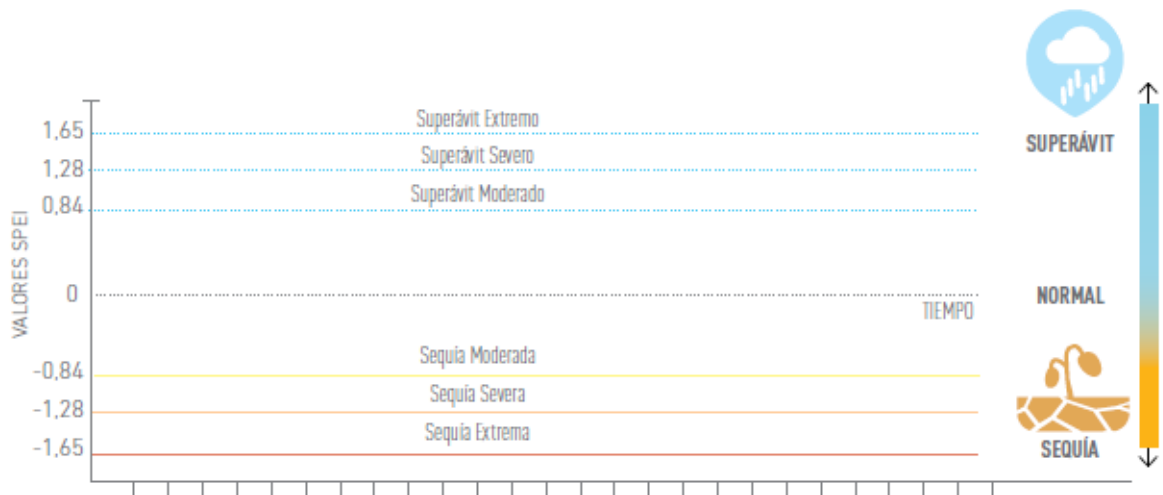 Superávit Extremo
1,65
SUPERÁVIT
Superávit Severo
1,28
Superávit Moderado
0,84
VALORES SPEI
0
NORMAL
TIEMPO
Sequía Moderada
-0,84
Sequía Severa
-1,28
Sequía Extrema
-1,65
SEQUÍA